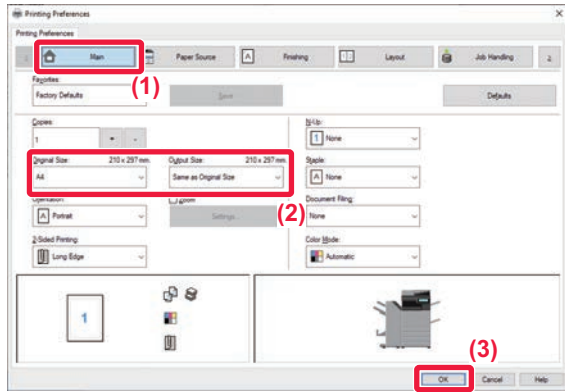 Printing Preferences
Printing Preferences
Main Paper Source A Finishing 1 2 Layout Job Handling
(1)
Favorites:
Factory Defaults Save Defaults
Copies: N-Up:
1 + - 1 None
Original Size: 210 x 297 mm. Output Size: 210 x 297 mm. Staple:
A4 Same as Original Size A None
(2)
Orientation: Zoom Document Filing:
A Portrait Settings... None
2-Sided Printing: Color Mode:
Long Edge Automatic
1
(3)
OK Cancel Help